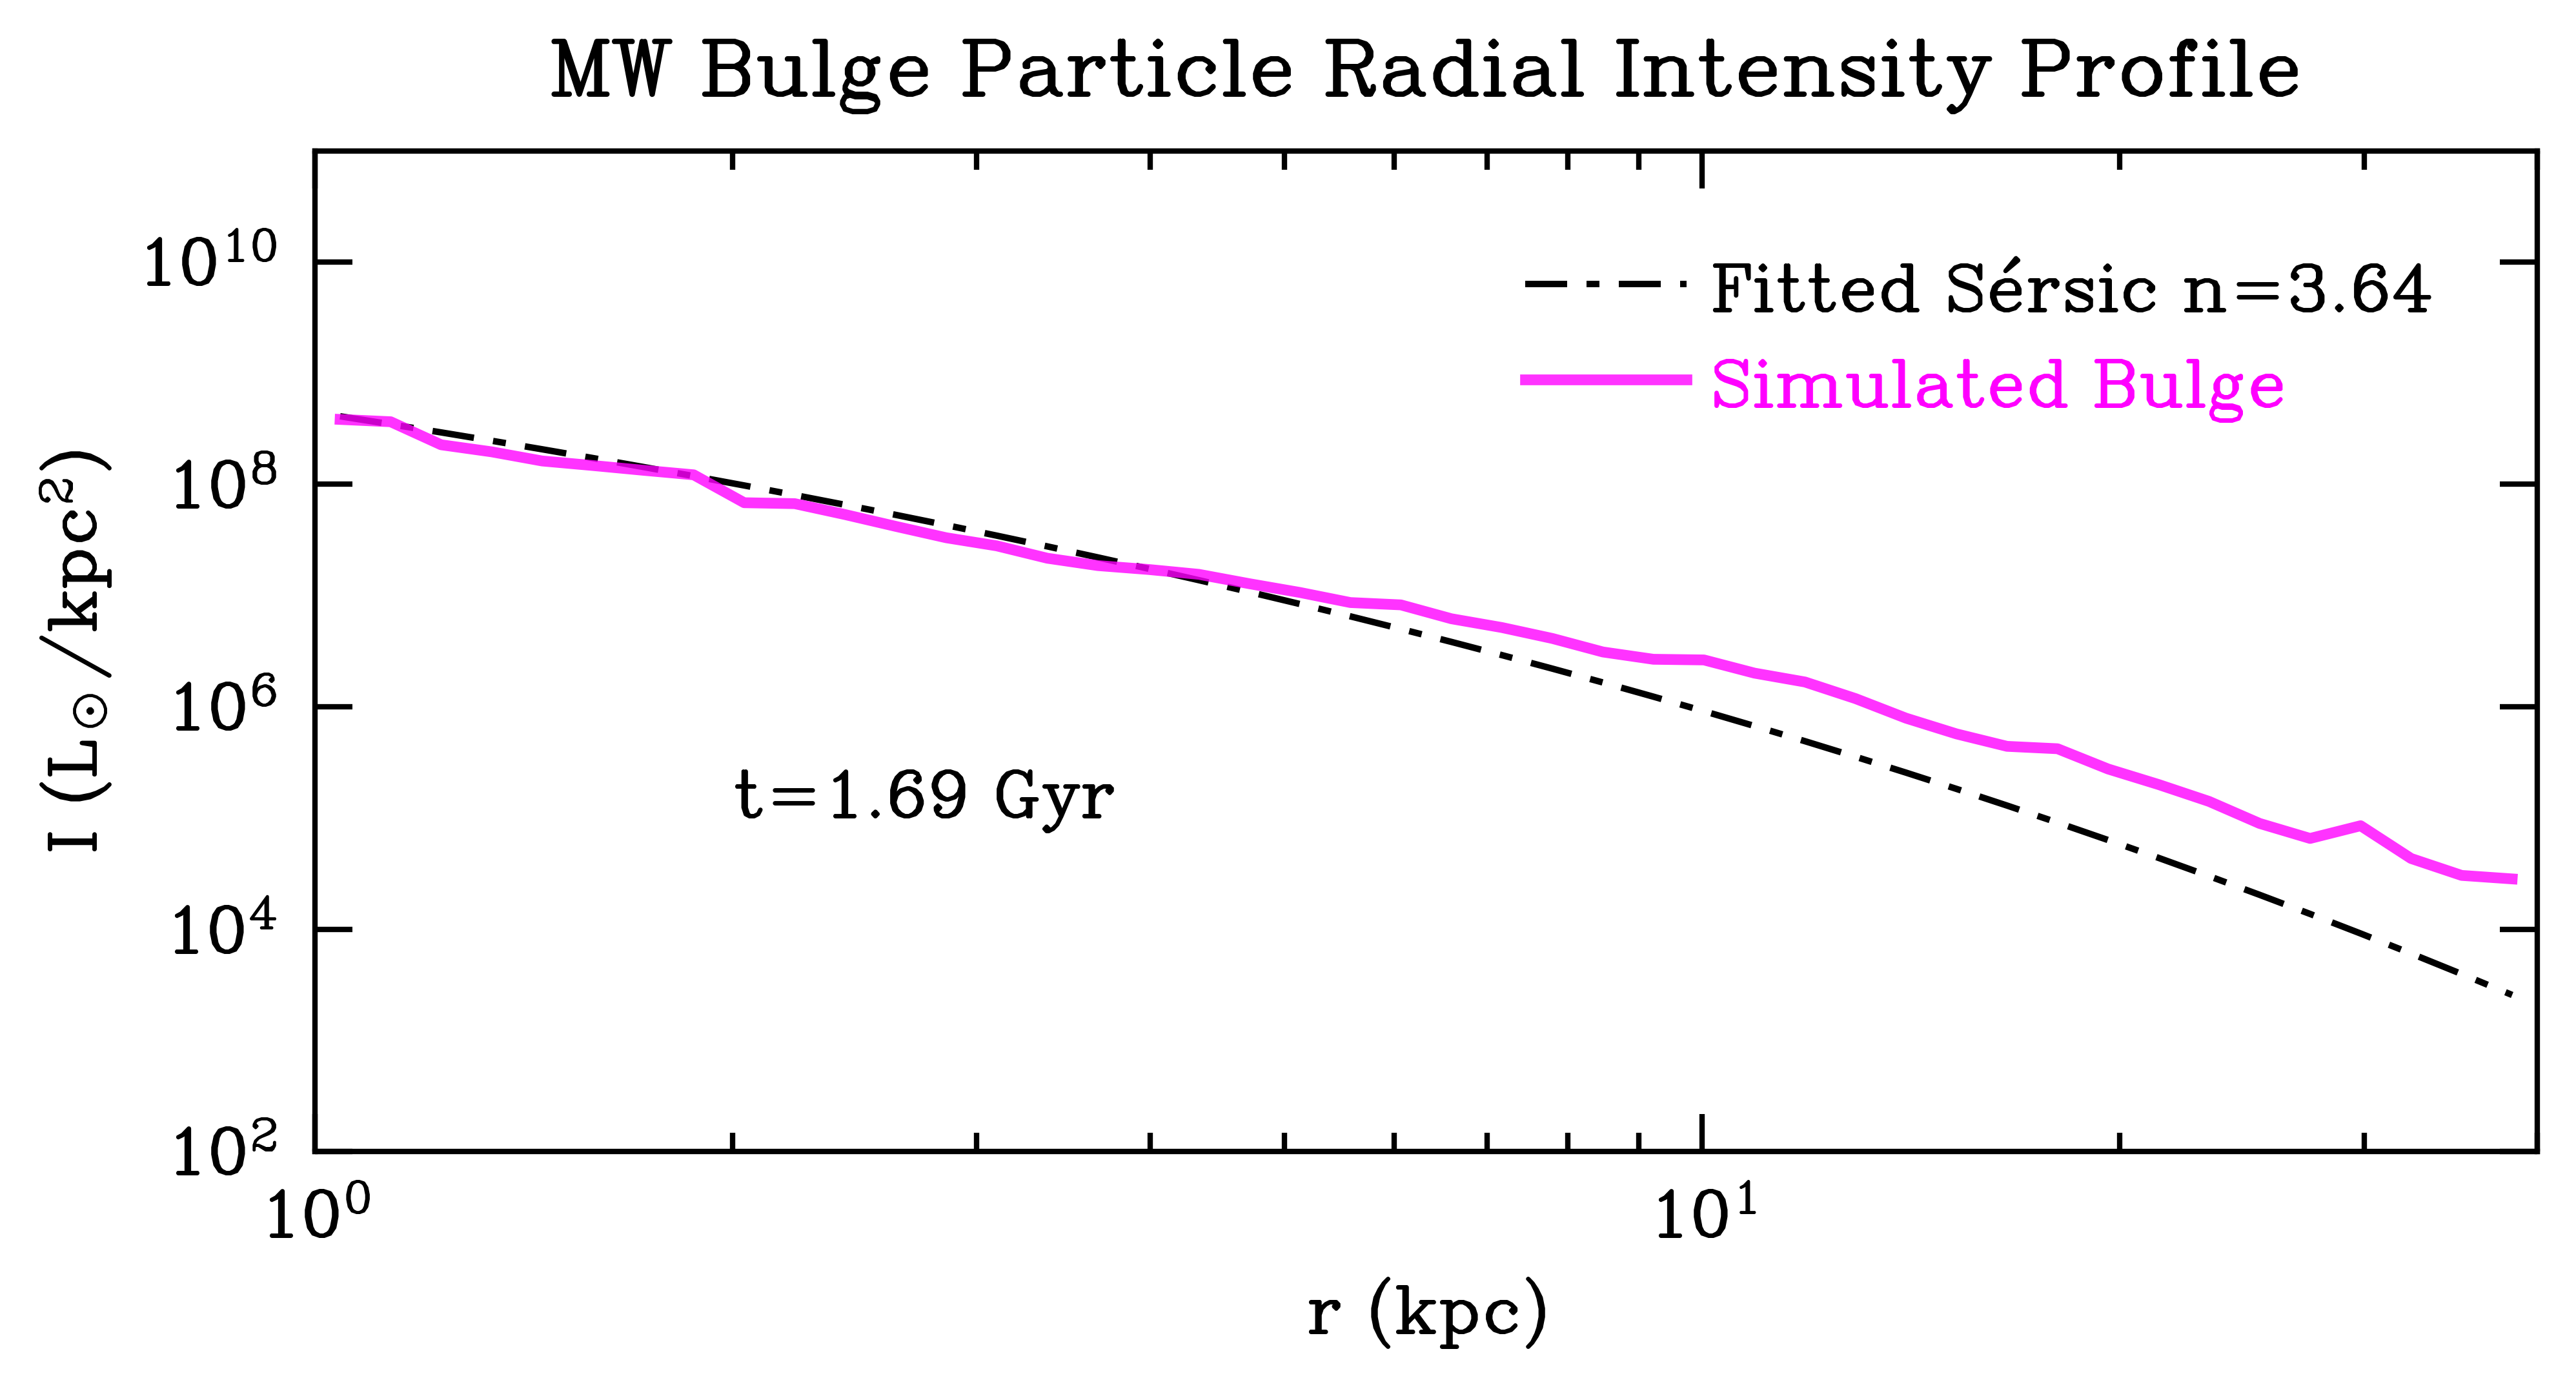 MW Bulge Particle Radial Intensity Profile
I (L⊙/kpc²)
10¹⁰
10⁸
10⁶
10⁴
10²
Fitted Sérsic n=3.64
Simulated Bulge
t=1.69 Gyr
10⁰ 10¹
r (kpc)